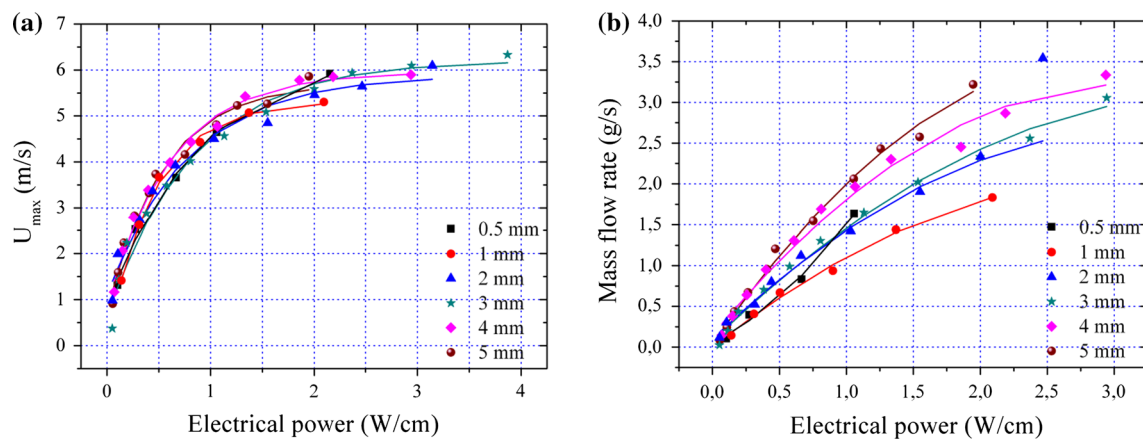 (a)
7
6
5
4
3
2
1
0
U_max (m/s)
0.5 mm
1 mm
2 mm
3 mm
4 mm
5 mm
0 1 2 3 4
Electrical power (W/cm)
(b)
4,0
3,5
3,0
2,5
2,0
1,5
1,0
0,5
0,0
Mass flow rate (g/s)
0.5 mm
1 mm
2 mm
3 mm
4 mm
5 mm
0,0 0,5 1,0 1,5 2,0 2,5 3,0
Electrical power (W/cm)